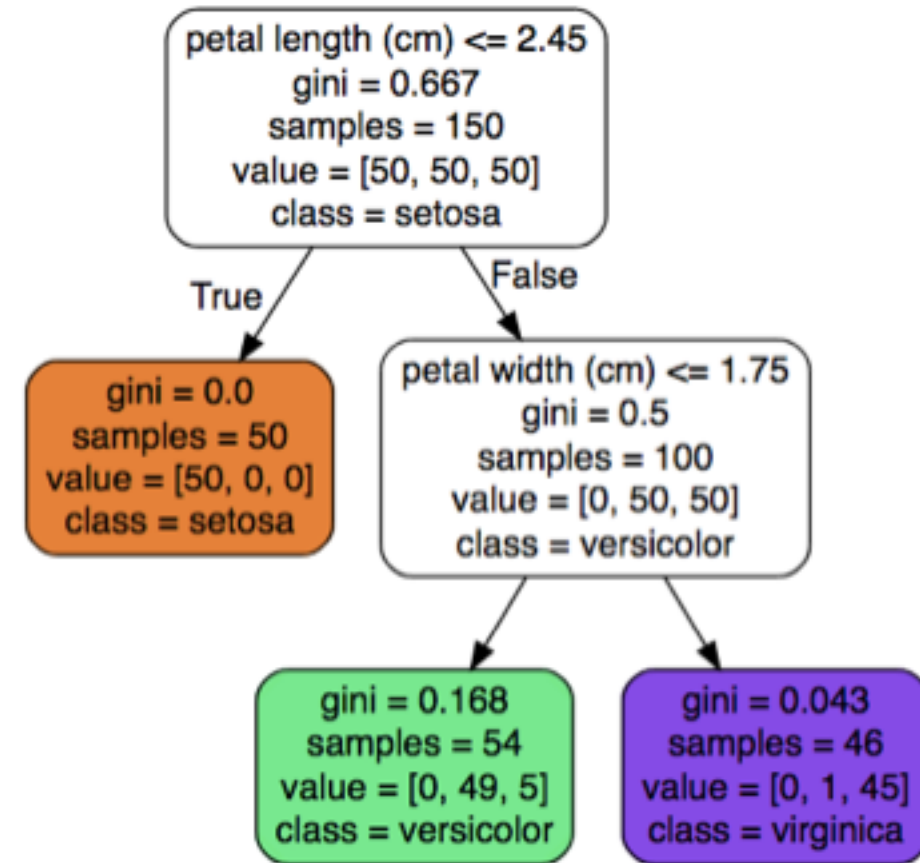 petal length (cm) <= 2.45
gini = 0.667
samples = 150
value = [50, 50, 50]
class = setosa
True
False
gini = 0.0
samples = 50
value = [50, 0, 0]
class = setosa
petal width (cm) <= 1.75
gini = 0.5
samples = 100
value = [0, 50, 50]
class = versicolor
gini = 0.168
samples = 54
value = [0, 49, 5]
class = versicolor
gini = 0.043
samples = 46
value = [0, 1, 45]
class = virginica